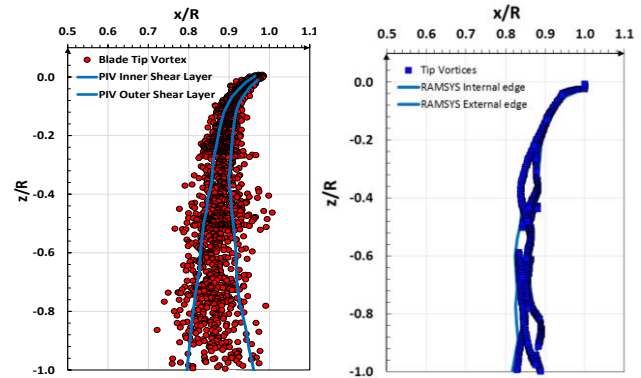 x/R
0.5 0.6 0.7 0.8 0.9 1.0 1.1
Blade Tip Vortex
PIV Inner Shear Layer
PIV Outer Shear Layer
0.0
-0.2
-0.4
-0.6
-0.8
-1.0
z/R
x/R
0.5 0.6 0.7 0.8 0.9 1.0 1.1
Tip Vortices
RAMSYS Internal edge
RAMSYS External edge
0.0
-0.2
-0.4
-0.6
-0.8
-1.0
z/R